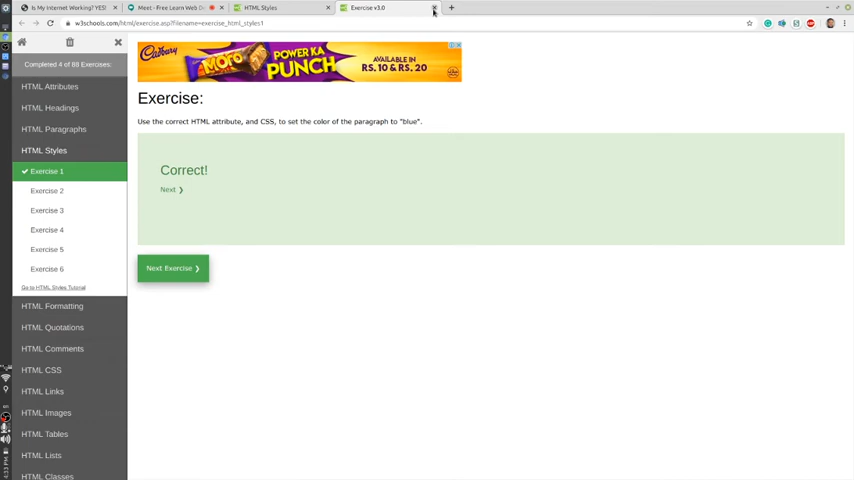 Is My Internet Working? YES!
Meet - Free Learn Web D
HTML Styles
Exercise v3.0
w3schools.com/html/exercise.asp?filename=exercise_html_styles1
Completed 4 of 88 Exercises:
HTML Attributes
HTML Headings
HTML Paragraphs
HTML Styles
Exercise 1
Exercise 2
Exercise 3
Exercise 4
Exercise 5
Exercise 6
Go to HTML Styles Tutorial
HTML Formatting
HTML Quotations
HTML Comments
HTML CSS
HTML Links
HTML Images
HTML Tables
HTML Lists
HTML Classes
Cadbury
MORO
POWER KA
PUNCH
AVAILABLE IN
RS. 10 & RS. 20
Exercise:
Use the correct HTML attribute, and CSS, to set the color of the paragraph to "blue".
Correct!
Next ❯
Next Exercise ❯
4:33 PM